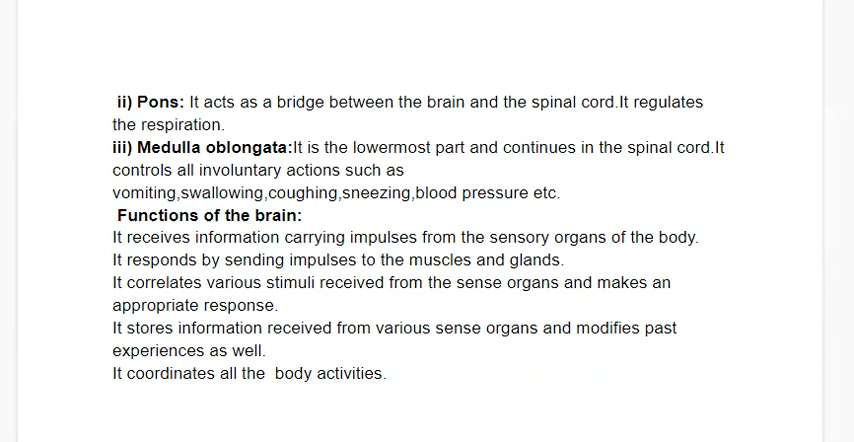 ii) Pons: It acts as a bridge between the brain and the spinal cord.It regulates
the respiration.
iii) Medulla oblongata:It is the lowermost part and continues in the spinal cord.It
controls all involuntary actions such as
vomiting,swallowing,coughing,sneezing,blood pressure etc.
Functions of the brain:
It receives information carrying impulses from the sensory organs of the body.
It responds by sending impulses to the muscles and glands.
It correlates various stimuli received from the sense organs and makes an
appropriate response.
It stores information received from various sense organs and modifies past
experiences as well.
It coordinates all the  body activities.